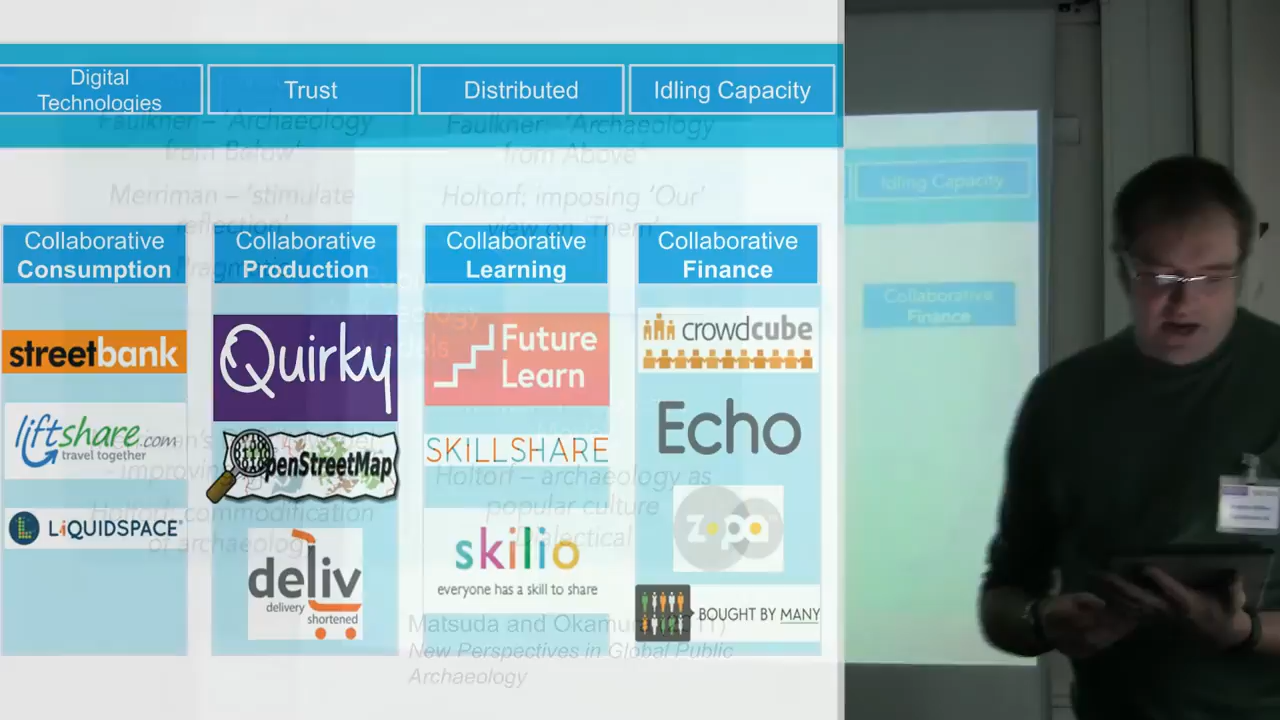 Digital
Technologies
Trust
Distributed
Idling Capacity
Faulkner – 'Archaeology
from Below'
Faulkner – 'Archaeology
from Above'
Merriman – 'stimulate
reflection'
Holtorf: imposing 'Our'
view on 'Them'
Idling Capacity
Collaborative
Consumption
Collaborative
Production
Collaborative
Learning
Collaborative
Finance
Collaborative
Finance
streetbank
liftshare.com
travel together
LIQUIDSPACE
Quirky
OpenStreetMap
deliv
delivery
shortened
Future
Learn
SKILLSHARE
skilio
everyone has a skill to share
crowdcube
Echo
zopa
BOUGHT BY MANY
improving
Holtorf: commodification
of archaeology
Holtorf – archaeology as
popular culture
Dialectical
Matsuda and Okamura
New Perspectives in Global Public
Archaeology